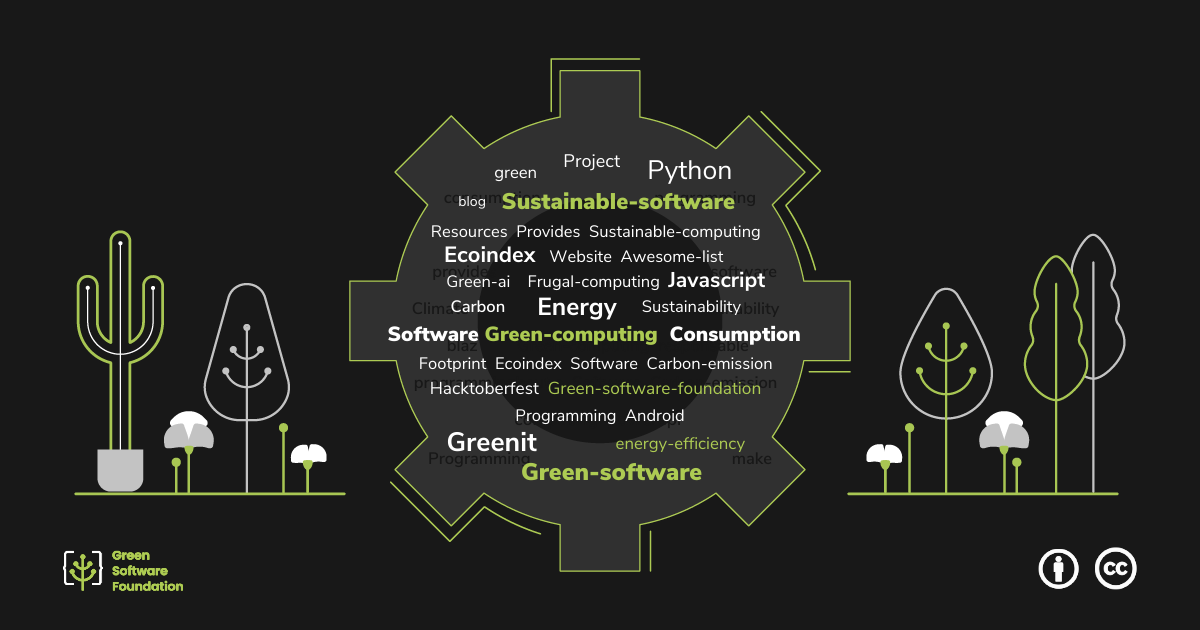 Project
green Python
blog Sustainable-software
Resources Provides Sustainable-computing
Ecoindex Website Awesome-list
Green-ai Frugal-computing Javascript
Carbon Energy Sustainability
Software Green-computing Consumption
Footprint Ecoindex Software Carbon-emission
Hacktoberfest Green-software-foundation
Programming Android
Greenit energy-efficiency
Programming make
Green-software
Green
Software
Foundation
cc